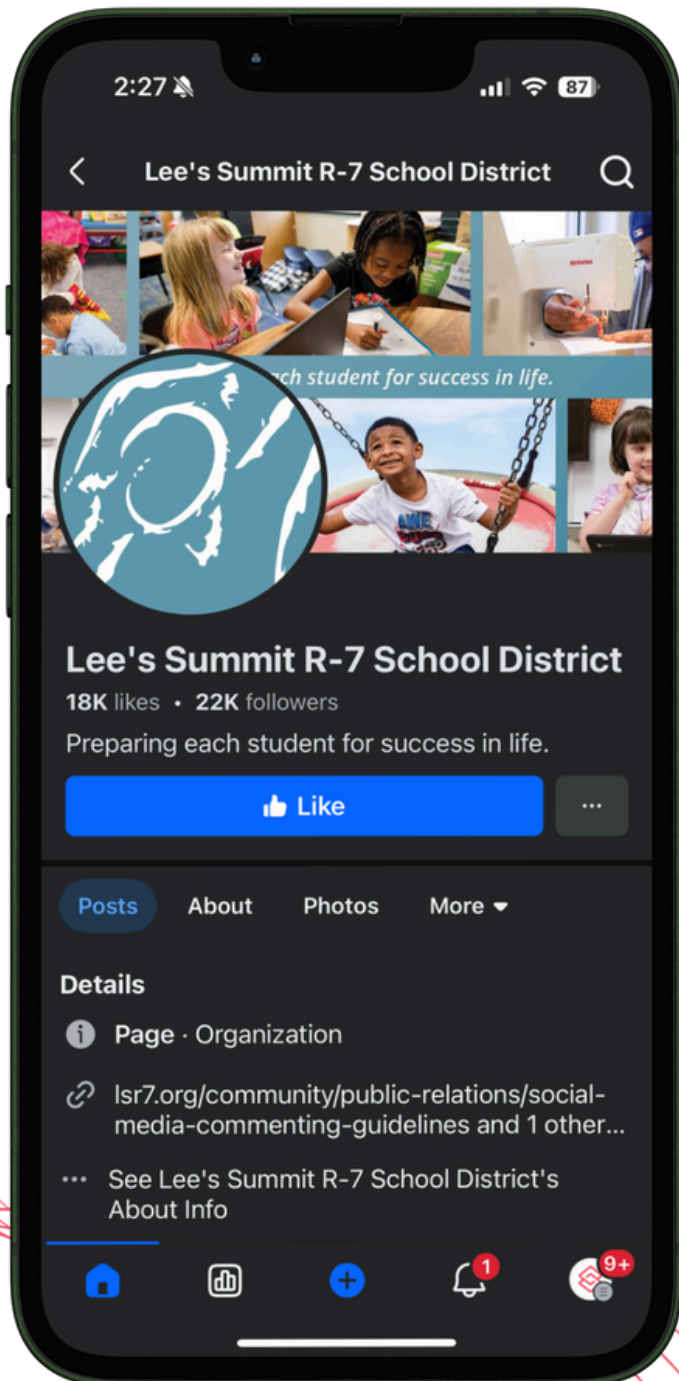 2:27
87
Lee's Summit R-7 School District
BERNINA
ch student for success in life.
AWE
Lee's Summit R-7 School District
18K likes • 22K followers
Preparing each student for success in life.
Like
Posts About Photos More
Details
Page · Organization
lsr7.org/community/public-relations/social-
media-commenting-guidelines and 1 other...
See Lee's Summit R-7 School District's
About Info
1
9+